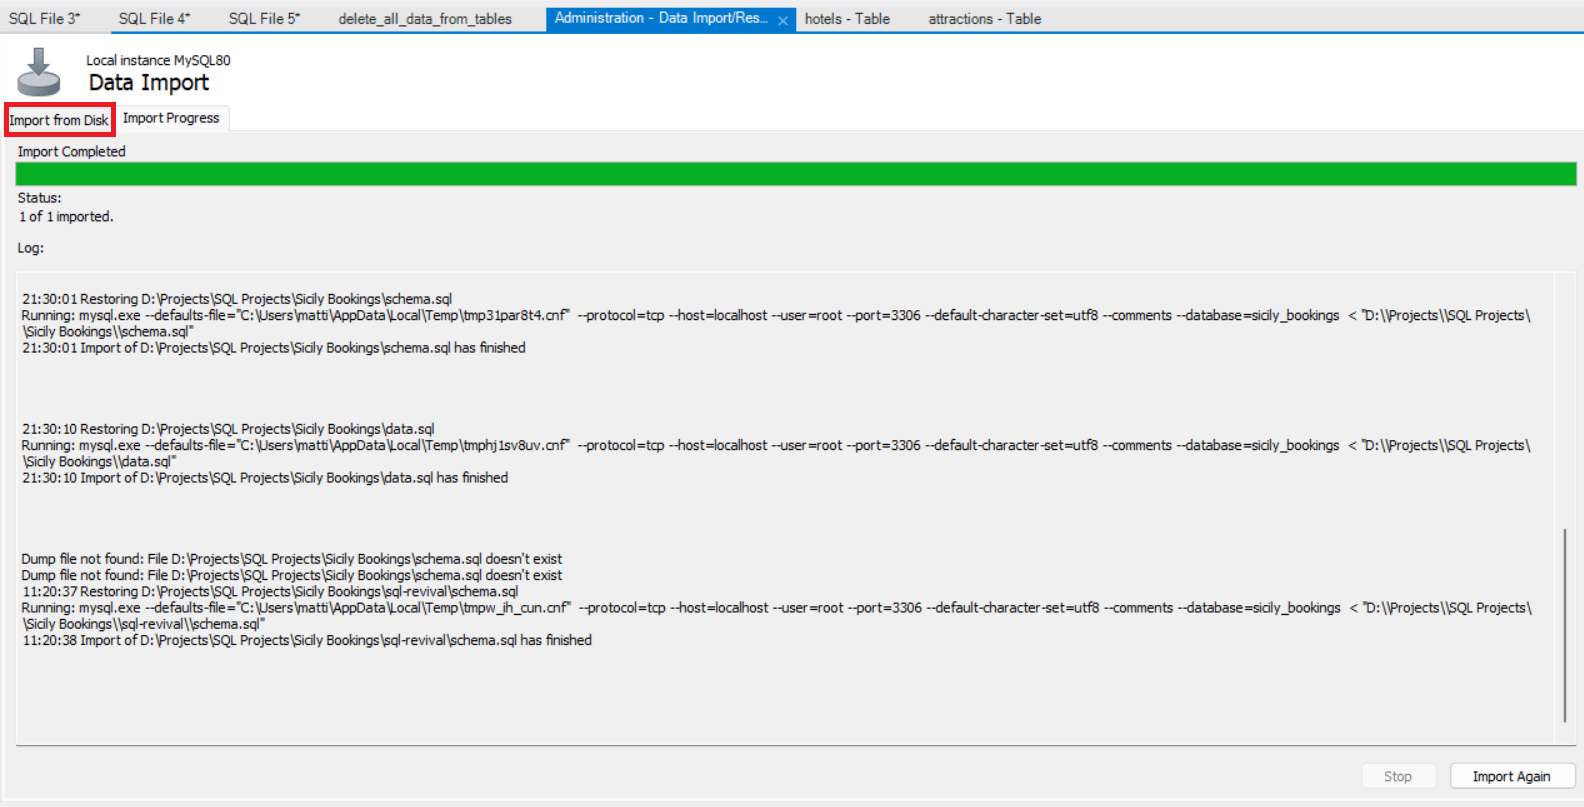 SQL File 3* SQL File 4* SQL File 5* delete_all_data_from_tables Administration - Data Import/Res... × hotels - Table attractions - Table
Local instance MySQL80
Data Import
Import from Disk Import Progress
Import Completed
Status:
1 of 1 imported.
Log:
21:30:01 Restoring D:\Projects\SQL Projects\Sicily Bookings\schema.sql
Running: mysql.exe --defaults-file="C:\Users\matti\AppData\Local\Temp\tmp31par8t4.cnf" --protocol=tcp --host=localhost --user=root --port=3306 --default-character-set=utf8 --comments --database=sicily_bookings < "D:\\Projects\\SQL Projects\
\Sicily Bookings\\schema.sql"
21:30:01 Import of D:\Projects\SQL Projects\Sicily Bookings\schema.sql has finished
21:30:10 Restoring D:\Projects\SQL Projects\Sicily Bookings\data.sql
Running: mysql.exe --defaults-file="C:\Users\matti\AppData\Local\Temp\tmphj1sv8uv.cnf" --protocol=tcp --host=localhost --user=root --port=3306 --default-character-set=utf8 --comments --database=sicily_bookings < "D:\\Projects\\SQL Projects\
\Sicily Bookings\\data.sql"
21:30:10 Import of D:\Projects\SQL Projects\Sicily Bookings\data.sql has finished
Dump file not found: File D:\Projects\SQL Projects\Sicily Bookings\schema.sql doesn't exist
Dump file not found: File D:\Projects\SQL Projects\Sicily Bookings\schema.sql doesn't exist
11:20:37 Restoring D:\Projects\SQL Projects\Sicily Bookings\sql-revival\schema.sql
Running: mysql.exe --defaults-file="C:\Users\matti\AppData\Local\Temp\tmpw_ih_cun.cnf" --protocol=tcp --host=localhost --user=root --port=3306 --default-character-set=utf8 --comments --database=sicily_bookings < "D:\\Projects\\SQL Projects\
\Sicily Bookings\\sql-revival\\schema.sql"
11:20:38 Import of D:\Projects\SQL Projects\Sicily Bookings\sql-revival\schema.sql has finished
Stop Import Again